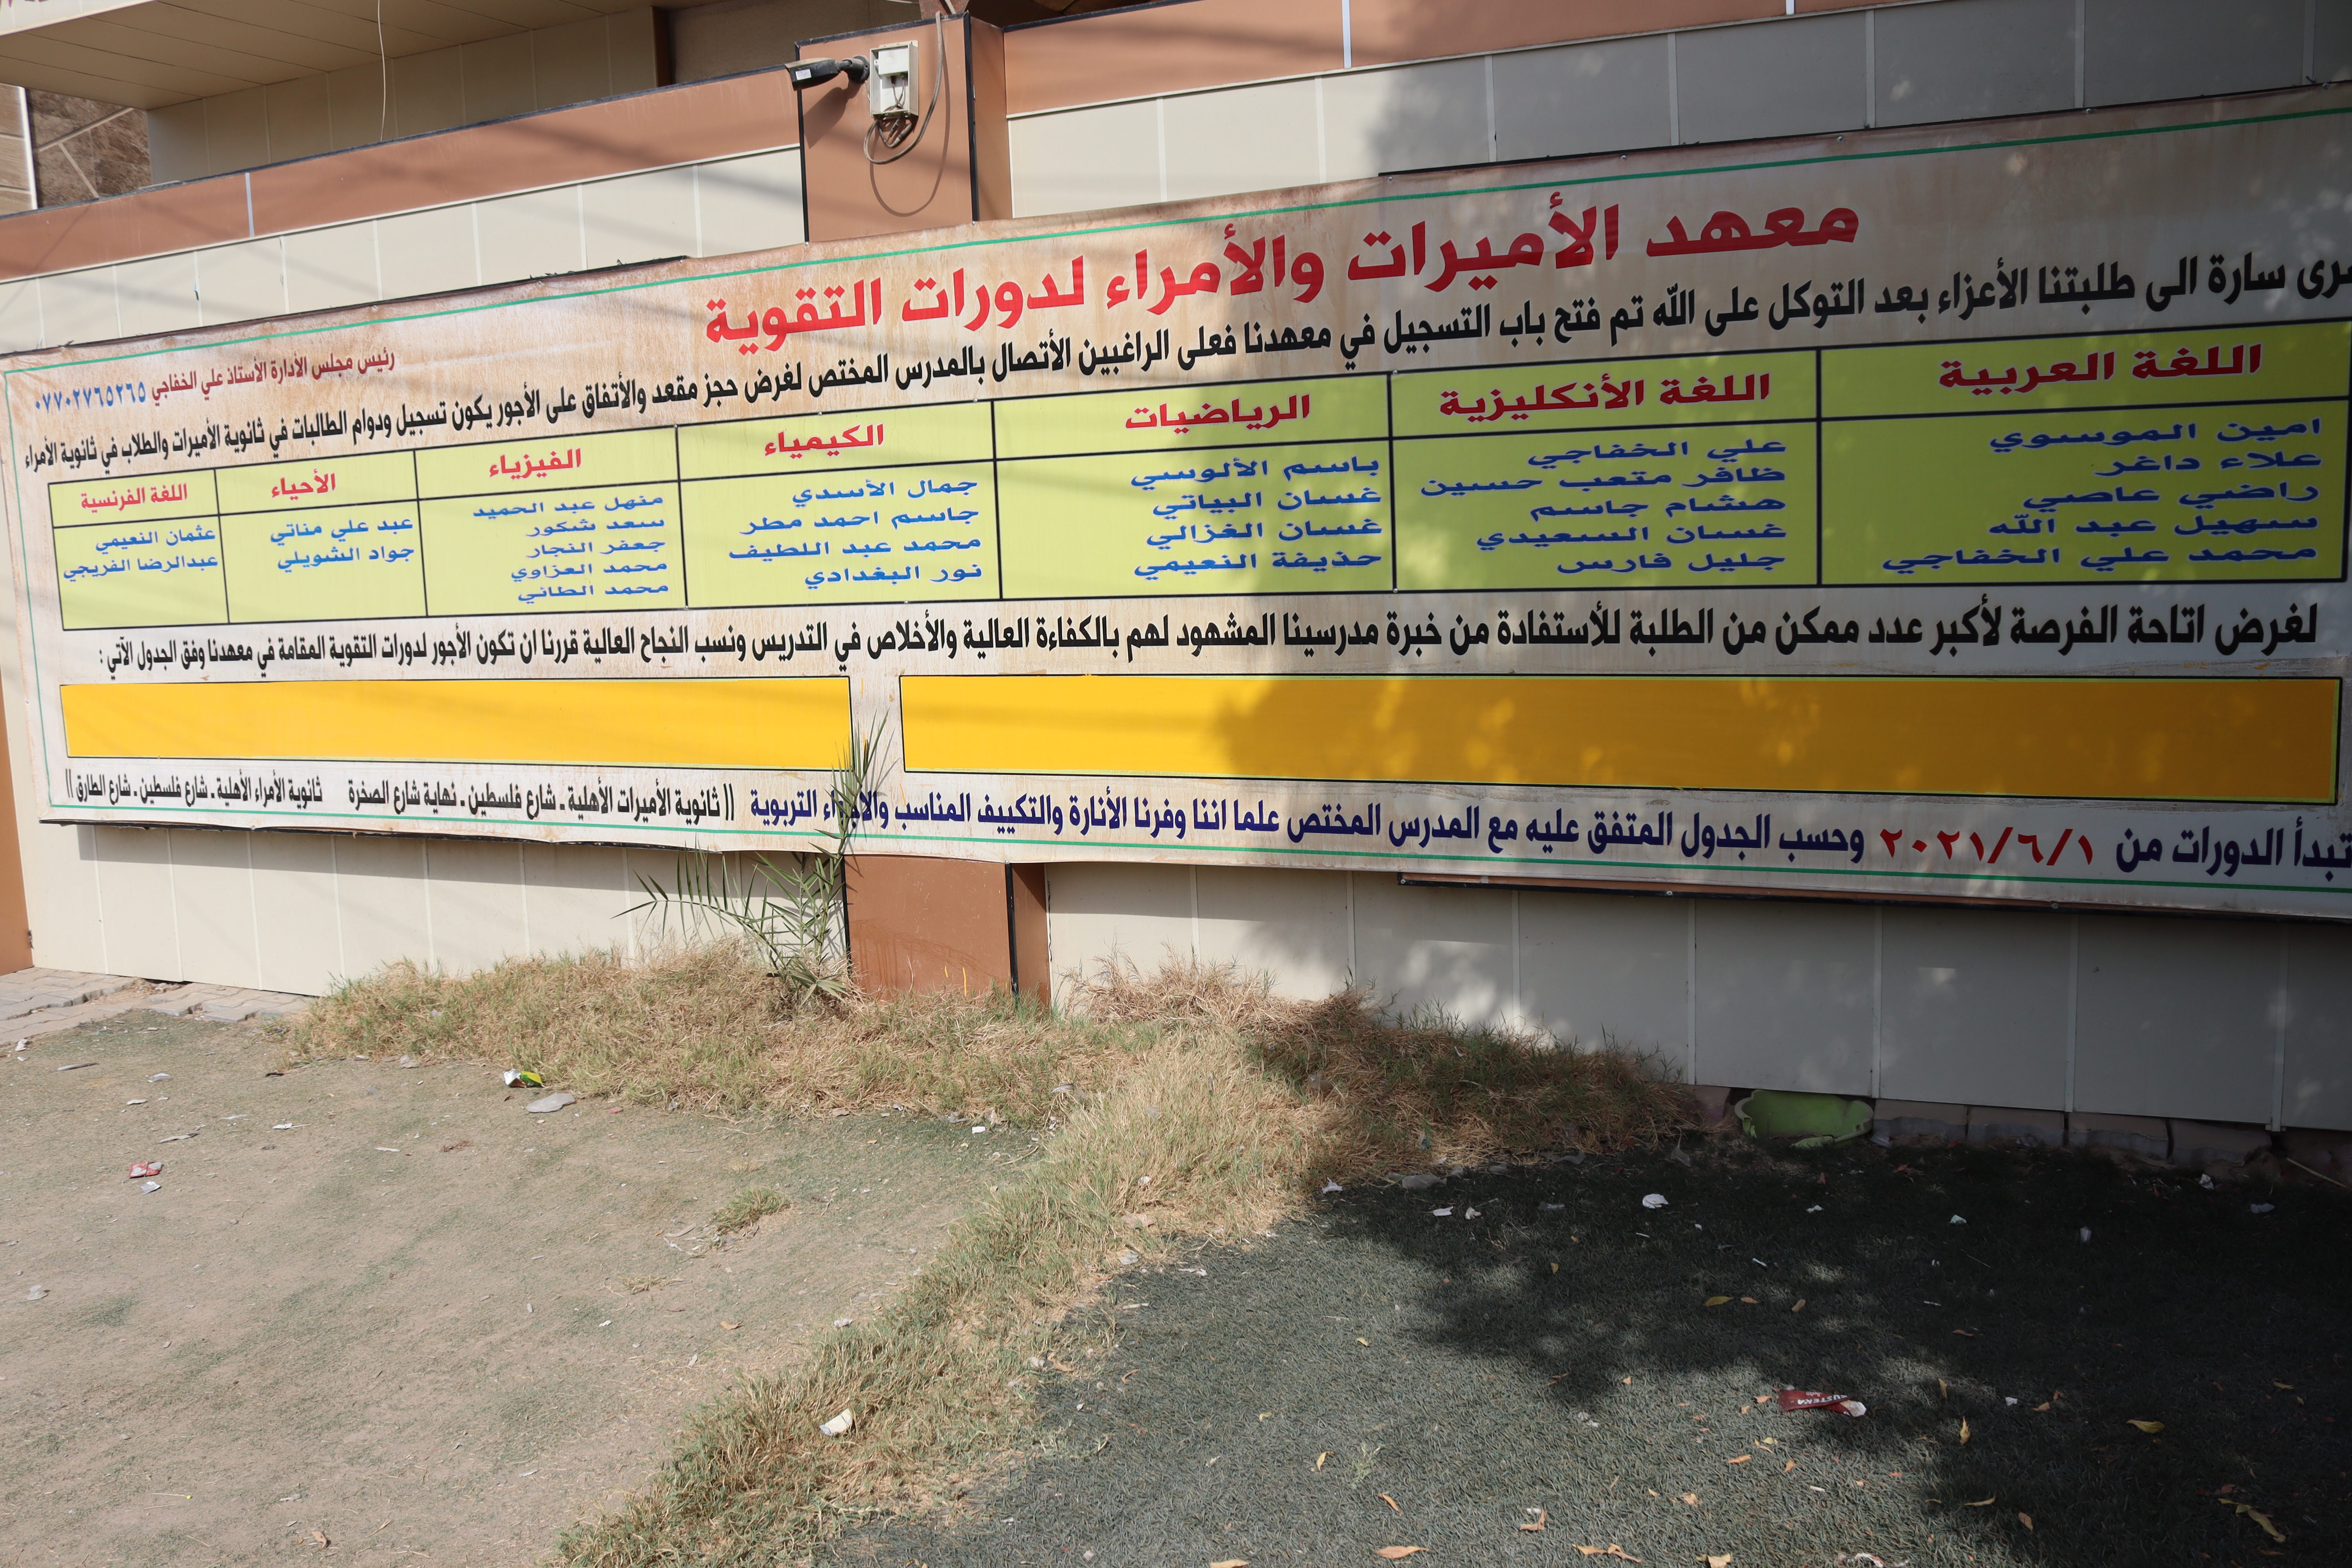 معهد الأميرات والأمراء لدورات التقوية
رئيس مجلس الأدارة الأستاذ علي الخفاجي ٠٧٧٠٢٧٦٥٢٦٥
سارة الى طلبتنا الأعزاء بعد التوكل على الله تم فتح باب التسجيل في معهدنا فعلى الراغبين الأتصال بالمدرس المختص لغرض حجز مقعد والأتفاق على الأجور يكون تسجيل ودوام الطالبات في ثانوية الأميرات والطلاب في ثانوية الأمراء
اللغة العربية
امين الموسوي
علاء داغر
راضي عاصي
سهيل عبد الله
محمد علي الخفاجي
اللغة الأنكليزية
علي الخفاجي
ظافر متعب حسين
هشام جاسم
غسان السعيدي
جليل فارس
الرياضيات
باسم الألوسي
غسان البياتي
غسان الغزالي
حذيفة النعيمي
الكيمياء
جمال الأسدي
جاسم احمد مطر
محمد عبد اللطيف
نور البغدادي
الفيزياء
منهل عبد الحميد
سعد شكور
جعفر النجار
محمد العزاوي
محمد الطائي
الأحياء
عبد علي مناتي
جواد الشويلي
اللغة الفرنسية
عثمان النعيمي
عبدالرضا الفريجي
لغرض اتاحة الفرصة لأكبر عدد ممكن من الطلبة للأستفادة من خبرة مدرسينا المشهود لهم بالكفاءة العالية والأخلاص في التدريس ونسب النجاح العالية قررنا ان تكون الأجور لدورات التقوية المقامة في معهدنا وفق الجدول الآتي :
تبدأ الدورات من ٢٠٢١/٦/١ وحسب الجدول المتفق عليه مع المدرس المختص علما اننا وفرنا الأنارة والتكييف المناسب والاجواء التربوية || ثانوية الأميرات الأهلية ـ شارع فلسطين ـ نهاية شارع الصخرة ثانوية الأمراء الأهلية ـ شارع فلسطين ـ شارع الطارق ||